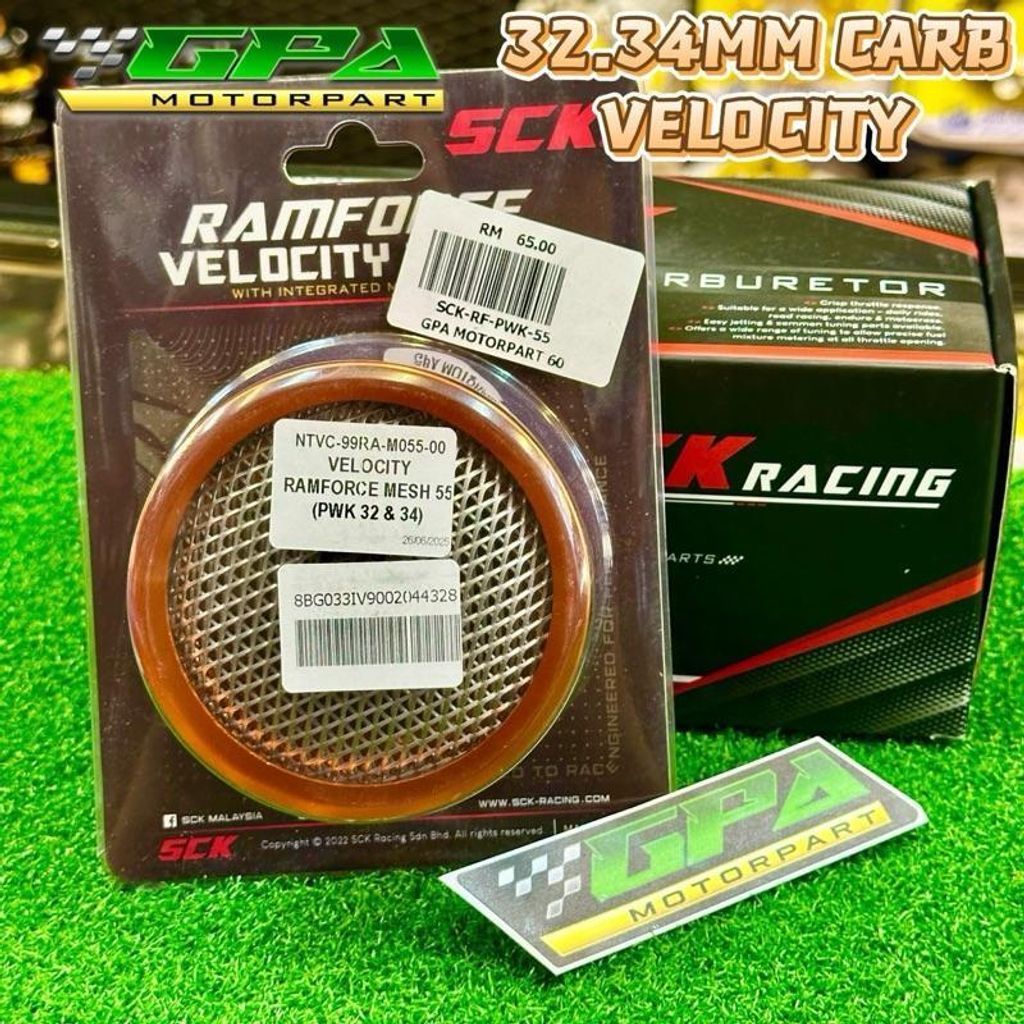 GPA
MOTORPART
32.34MM CARB
VELOCITY
SCK
RAMFORCE
VELOCITY
WITH INTEGRATED
RM 65.00
SCK-RF-PWK-55
GPA MOTORPART 60
NTVC-99RA-M055-00
VELOCITY
RAMFORCE MESH 55
(PWK 32 & 34)
26/06/2025
8BG033IV9002044328
ENGINEERED FOR
TO RAC
WWW.SCK-RACING.COM
SCK MALAYSIA
SCK
Copyright © 2022 SCK Racing Sdn Bhd. All rights reserved.
RBURETOR
Crisp throttle response
Suitable for a wide application - daily rides,
road racing, enduro & motocross
Easy jetting & common tuning parts available
Offers a wide range of tuning to allow precise fuel
mixture metering at all throttle opening.
CK RACING
ARTS
GPA
MOTORPART